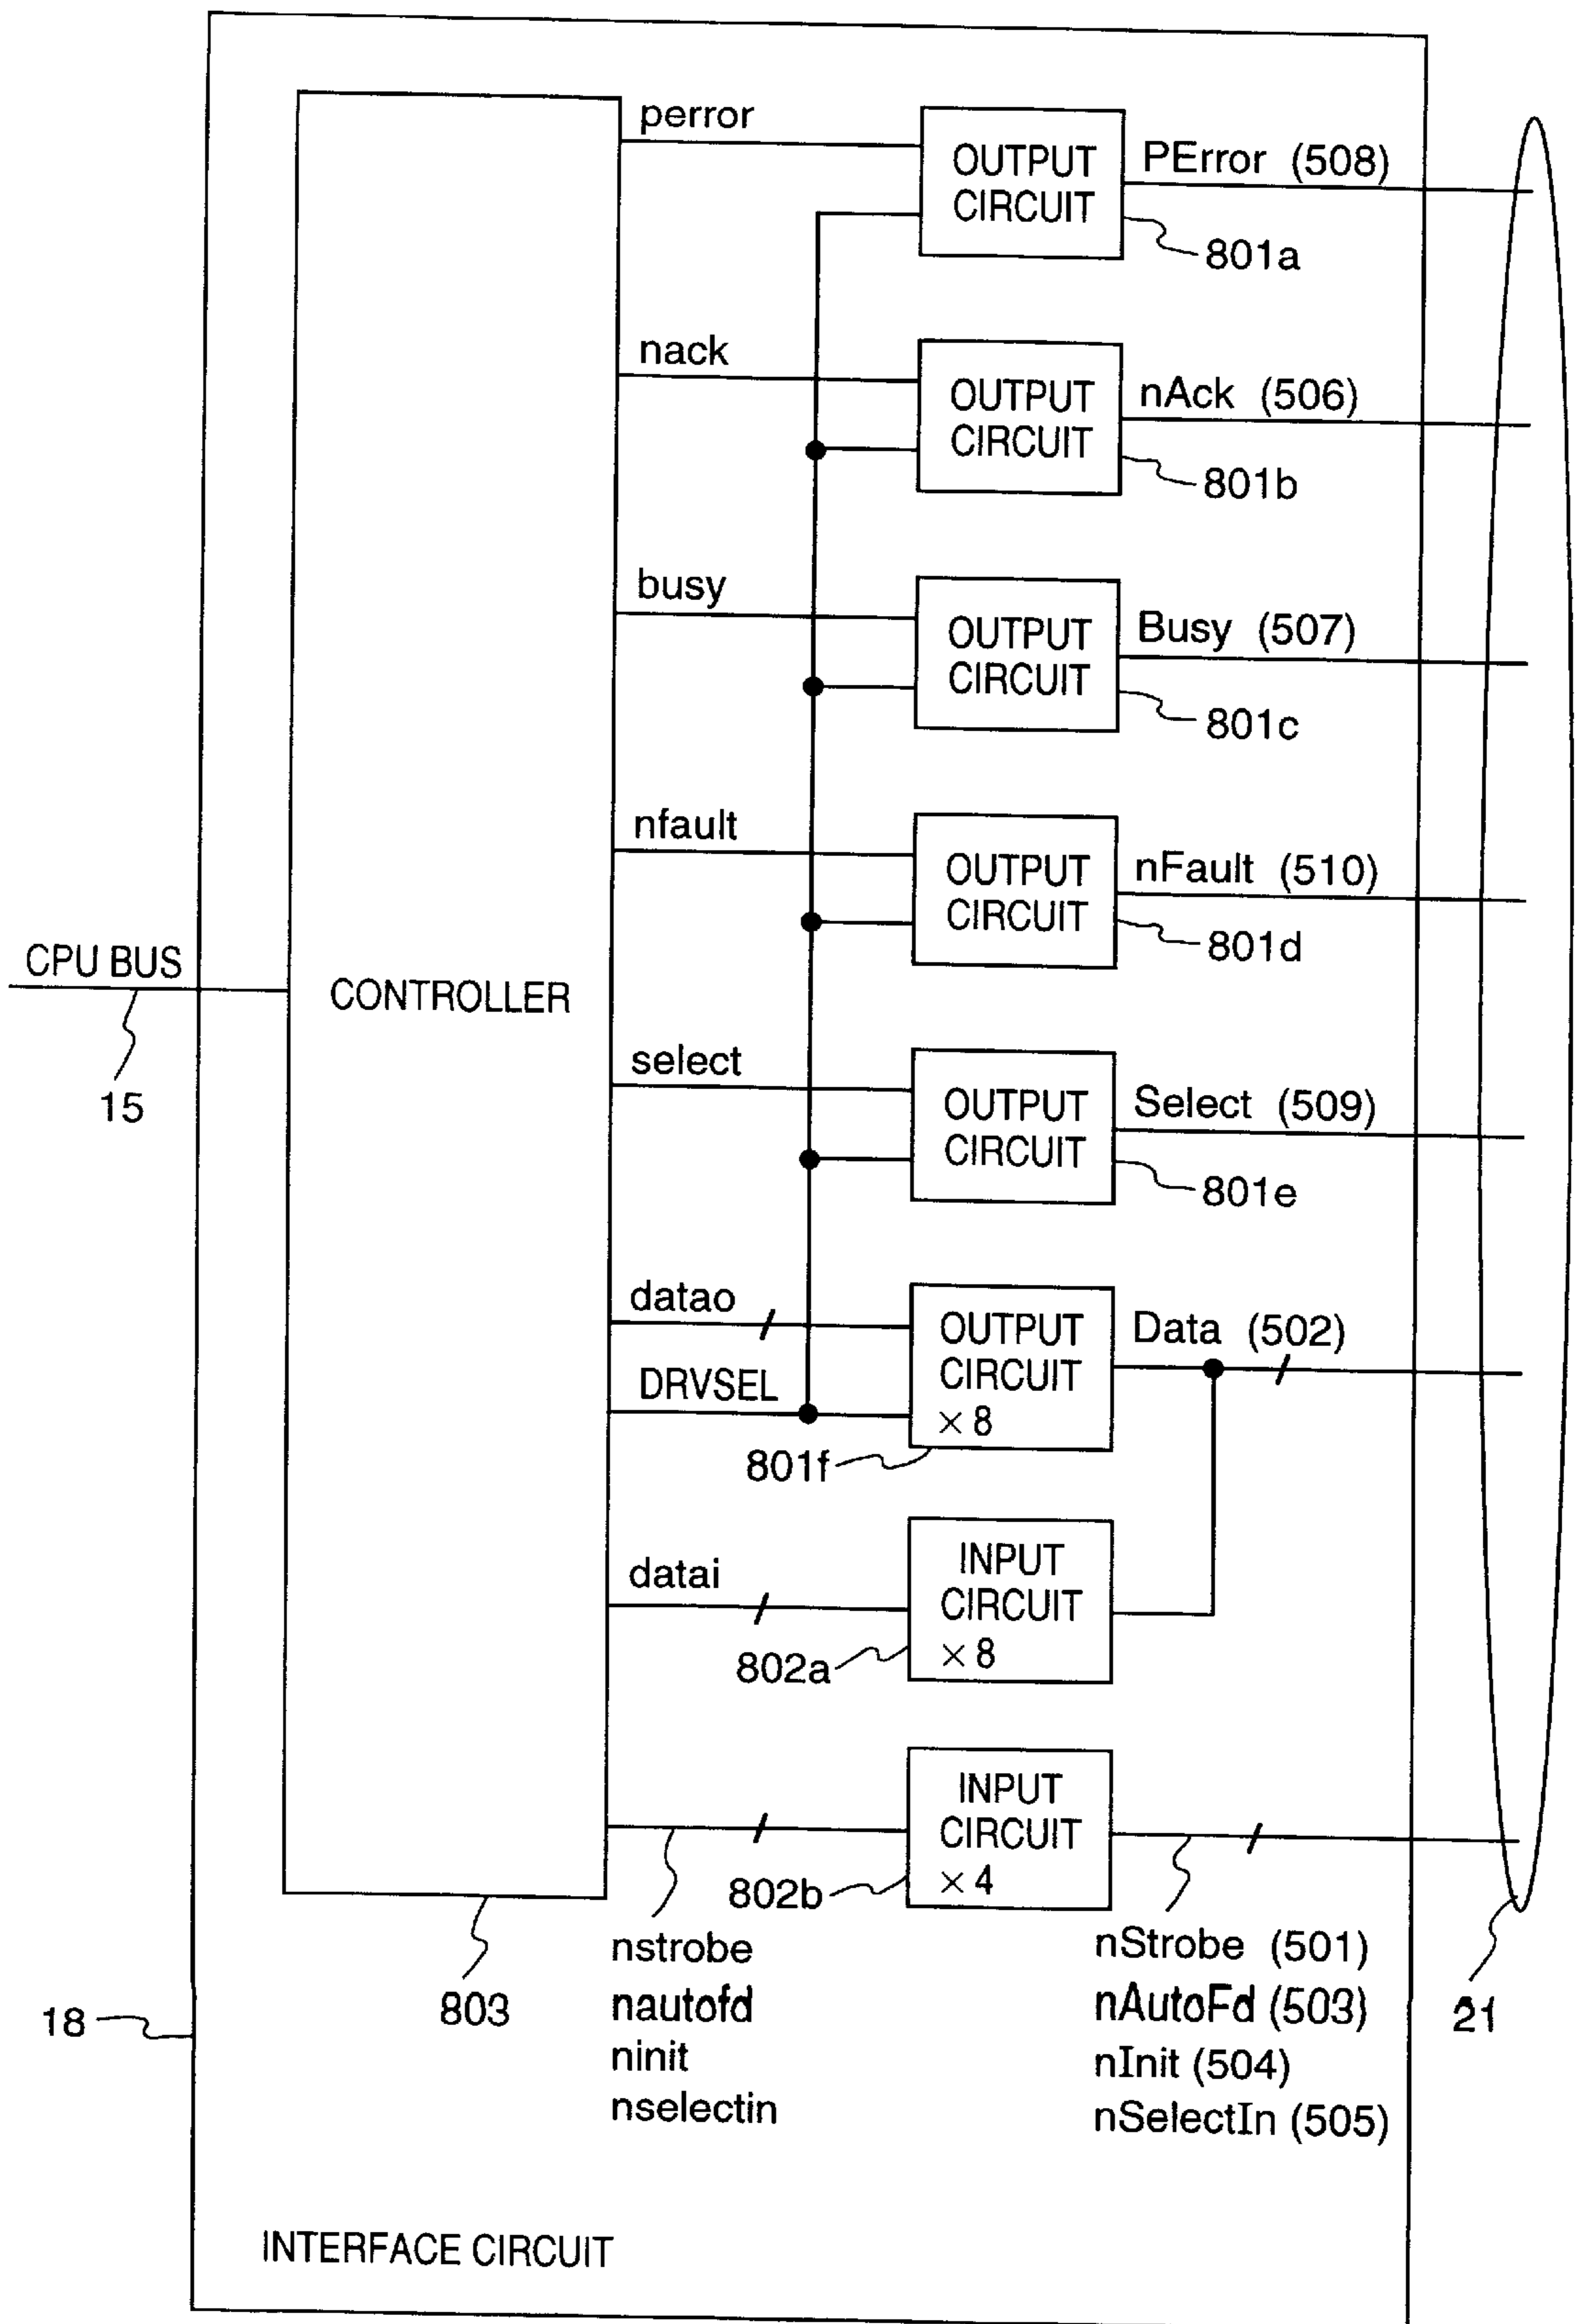 perror
OUTPUT
CIRCUIT
PError (508)
801a
nack
OUTPUT
CIRCUIT
nAck (506)
801b
busy
OUTPUT
CIRCUIT
Busy (507)
801c
nfault
OUTPUT
CIRCUIT
nFault (510)
801d
CPU BUS
15
CONTROLLER
select
OUTPUT
CIRCUIT
Select (509)
801e
datao
DRVSEL
OUTPUT
CIRCUIT
× 8
Data (502)
801f
datai
INPUT
CIRCUIT
× 8
802a
INPUT
CIRCUIT
× 4
802b
nstrobe
nautofd
ninit
nselectin
nStrobe (501)
nAutoFd (503)
nInit (504)
nSelectIn (505)
803
18
21
INTERFACE CIRCUIT